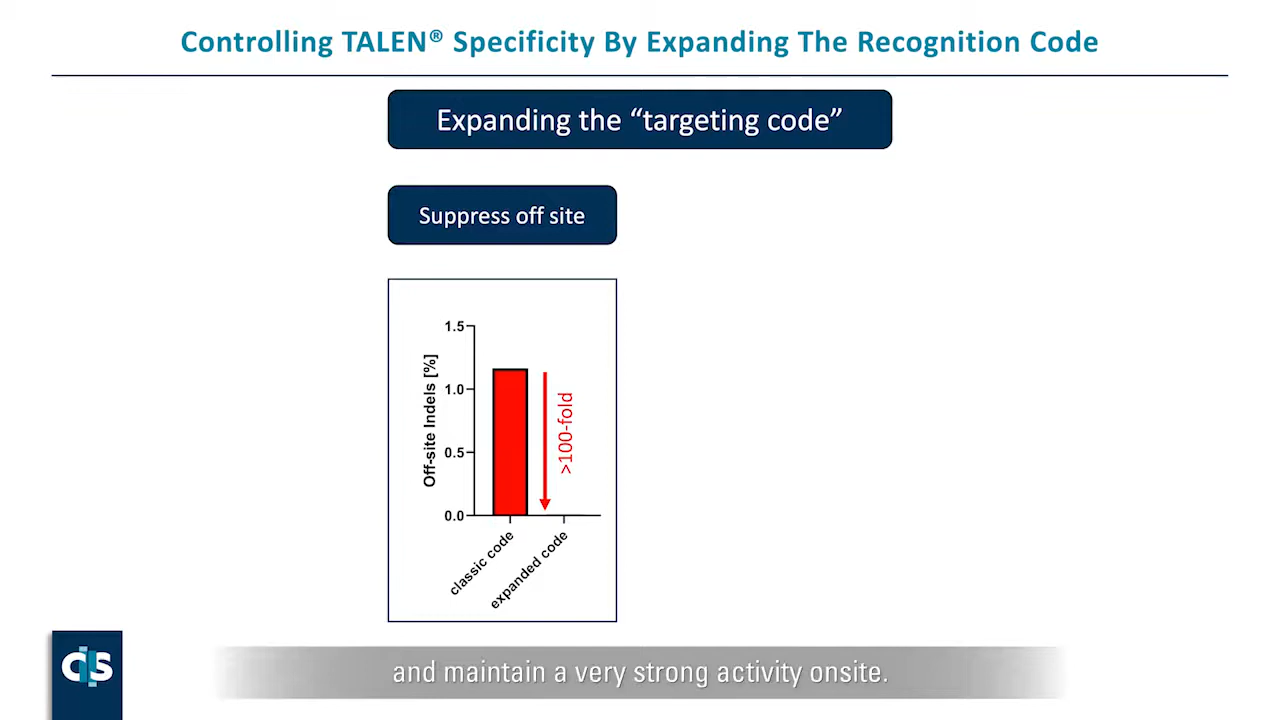 Controlling TALEN® Specificity By Expanding The Recognition Code
Expanding the “targeting code”
Suppress off site
Off-site Indels [%]
1.5
1.0
0.5
0.0
>100-fold
classic code
expanded code
and maintain a very strong activity onsite.